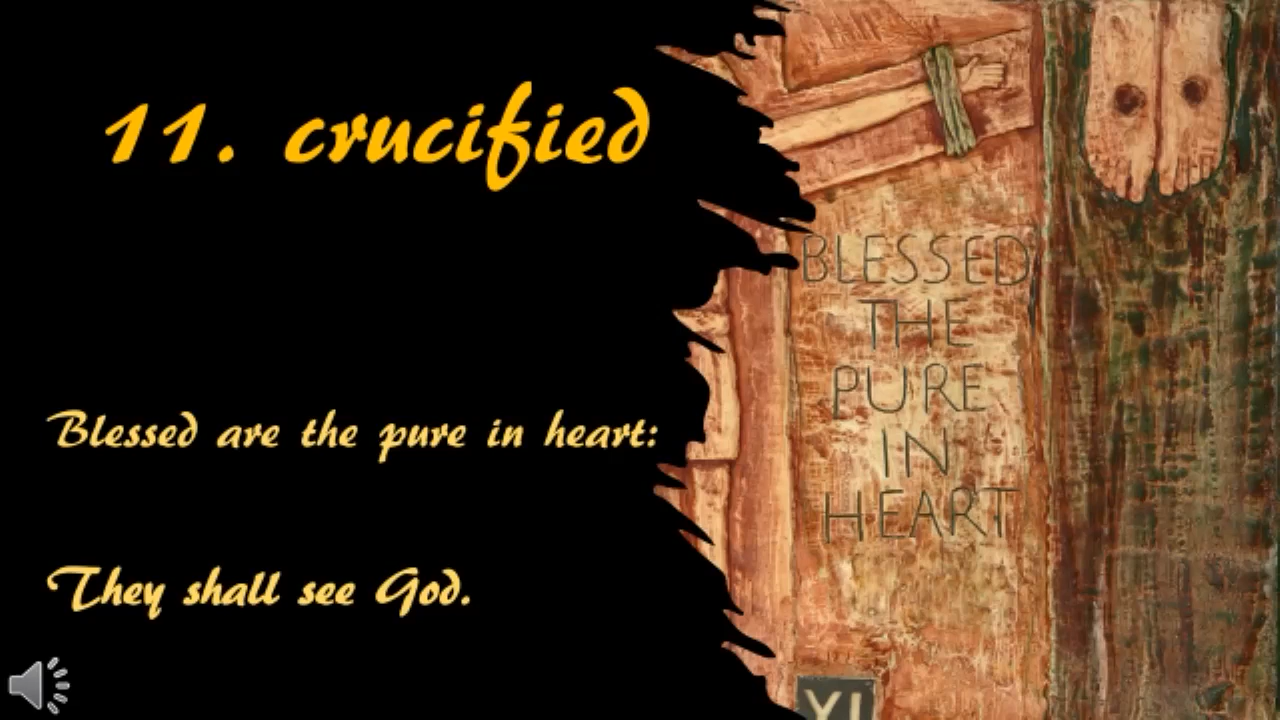 11. crucified
Blessed are the pure in heart:
They shall see God.
BLESSED
THE
PURE
IN
HEART
XI